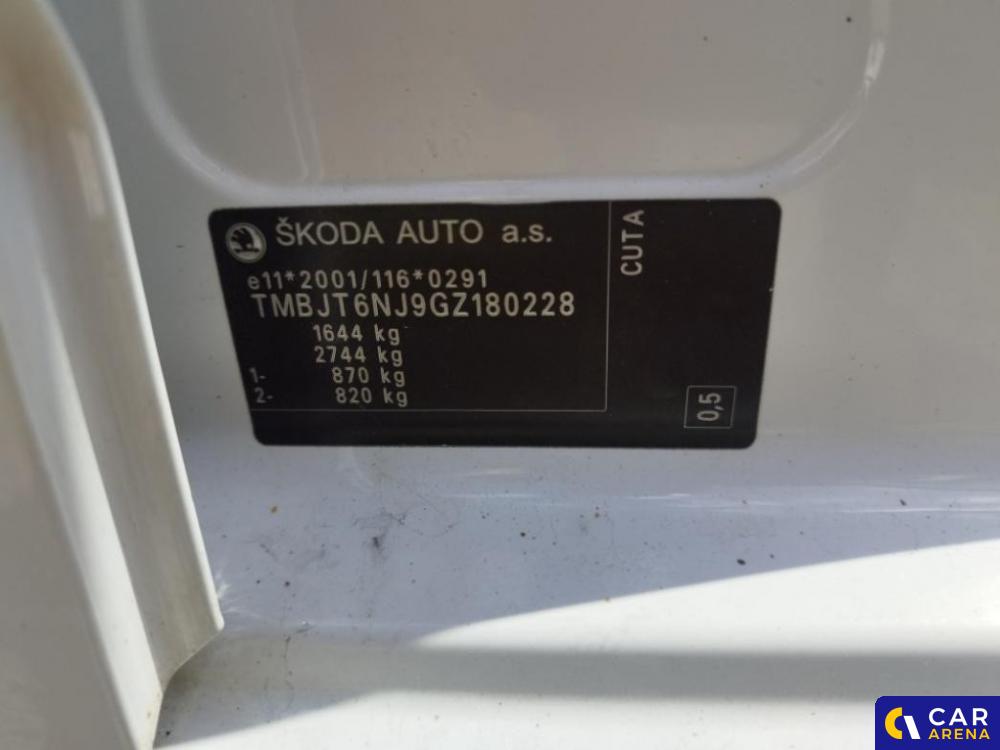 ŠKODA AUTO a.s.
e11*2001/116*0291
TMBJT6NJ9GZ180228
1644 kg
2744 kg
1- 870 kg
2- 820 kg
CUTA
0,5
CAR
ARENA